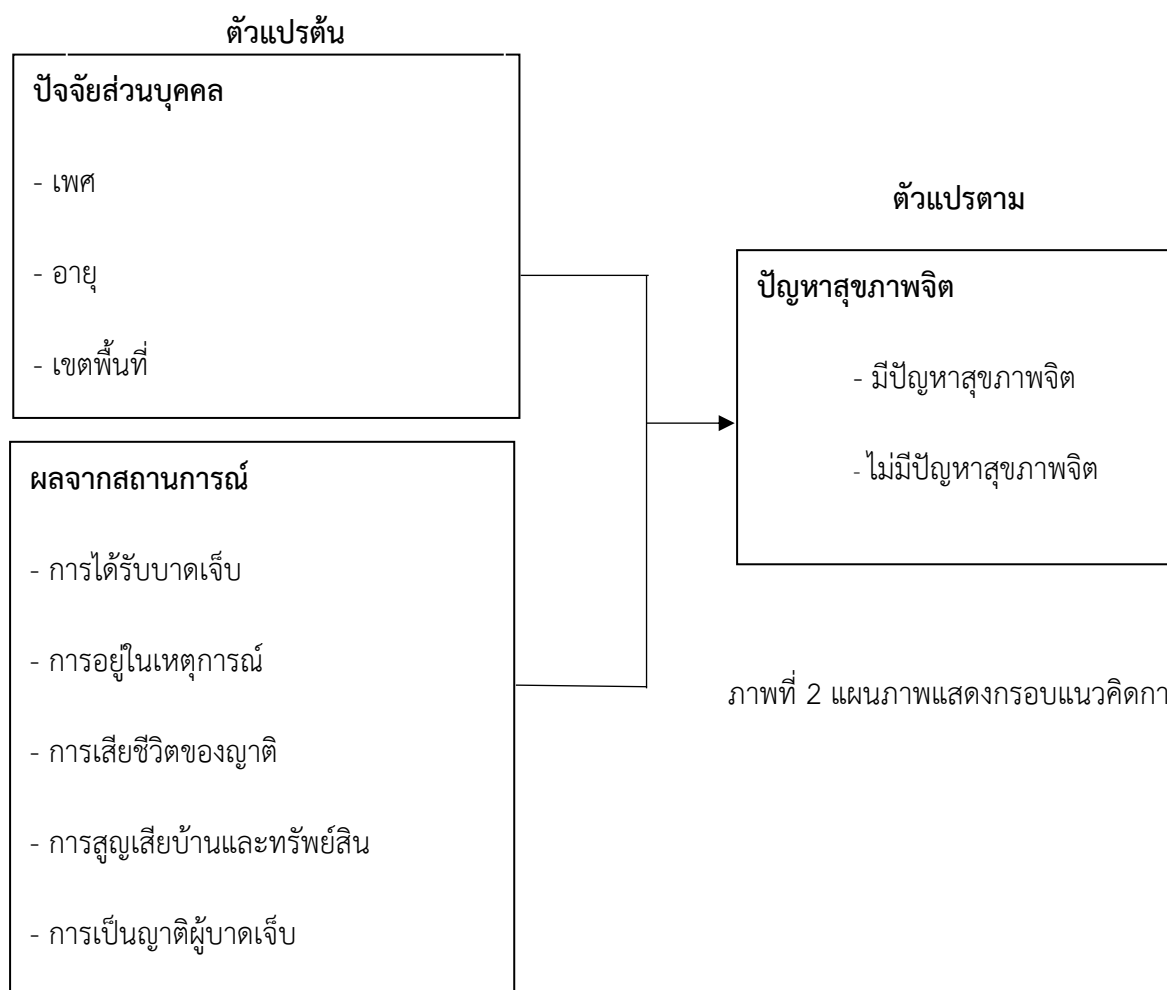 ตัวแปรต้น
ปัจจัยส่วนบุคคล
- เพศ
- อายุ
- เขตพื้นที่
ผลจากสถานการณ์
- การได้รับบาดเจ็บ
- การอยู่ในเหตุการณ์
- การเสียชีวิตของญาติ
- การสูญเสียบ้านและทรัพย์สิน
- การเป็นญาติผู้บาดเจ็บ
ตัวแปรตาม
ปัญหาสุขภาพจิต
- มีปัญหาสุขภาพจิต
- ไม่มีปัญหาสุขภาพจิต
ภาพที่ 2 แผนภาพแสดงกรอบแนวคิดกา